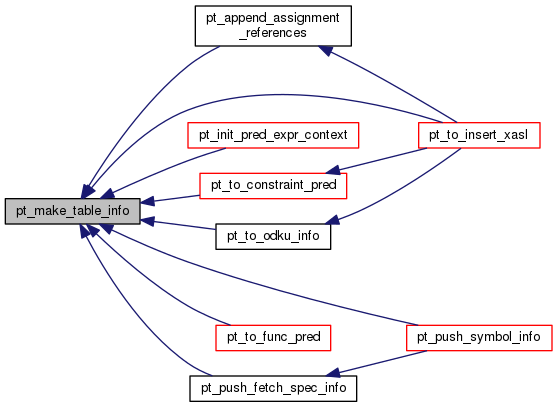 pt_append_assignment
_references
pt_init_pred_expr_context
pt_to_insert_xasl
pt_to_constraint_pred
pt_make_table_info
pt_to_odku_info
pt_to_func_pred
pt_push_symbol_info
pt_push_fetch_spec_info